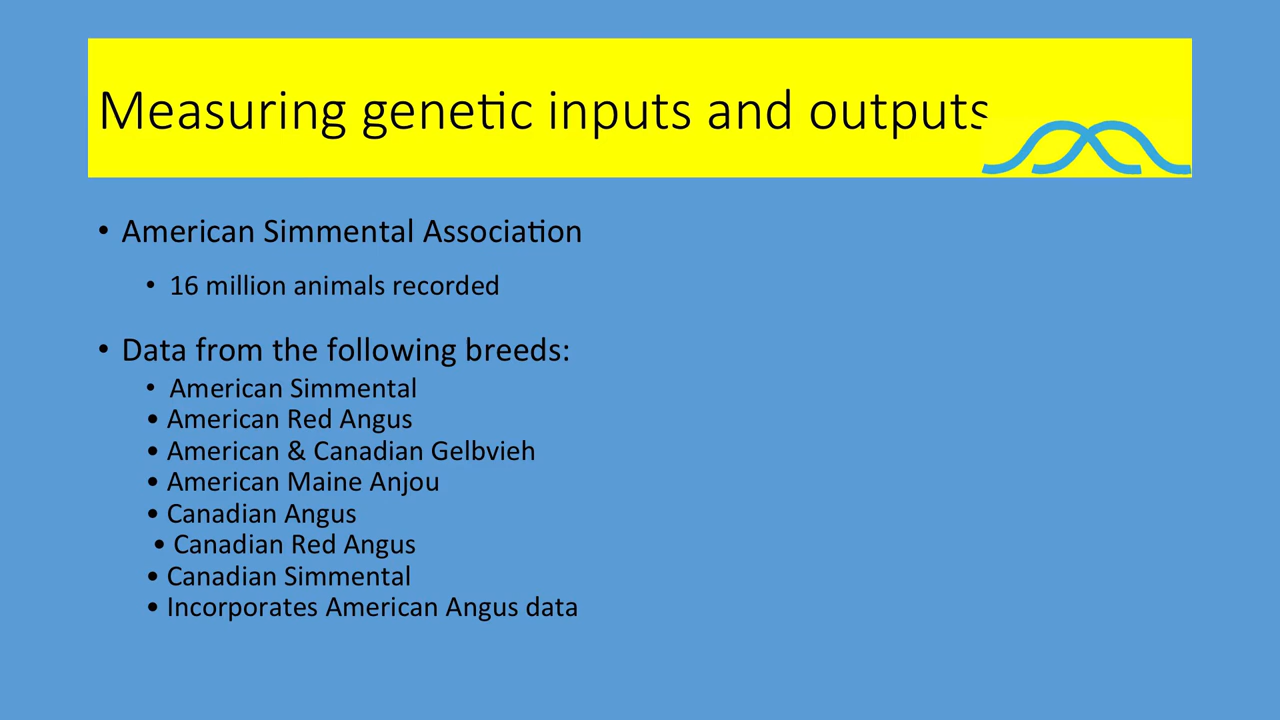 Measuring genetic inputs and outputs
• American Simmental Association
• 16 million animals recorded
• Data from the following breeds:
• American Simmental
• American Red Angus
• American & Canadian Gelbvieh
• American Maine Anjou
• Canadian Angus
• Canadian Red Angus
• Canadian Simmental
• Incorporates American Angus data